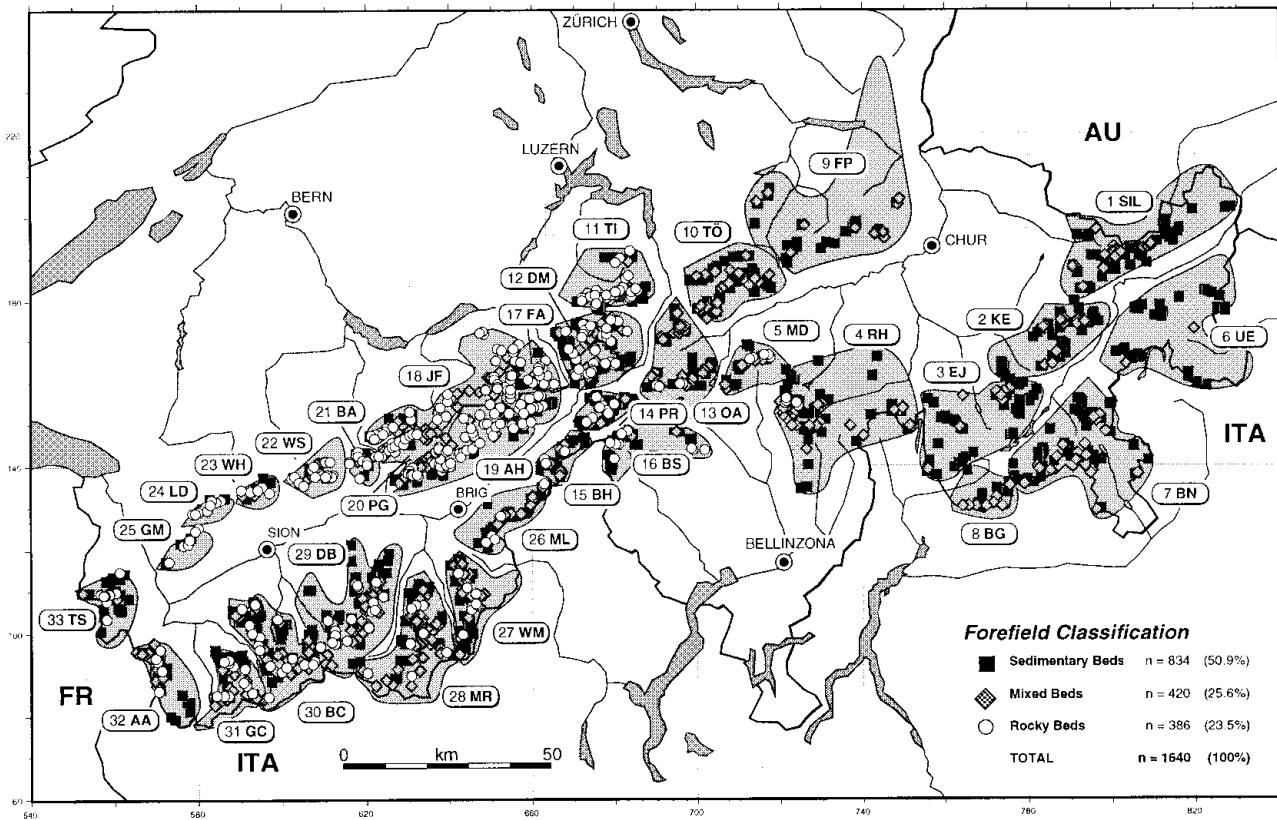 ZÜRICH
220
AU
LUZERN
9 FP
BERN
1 SIL
11 TI
10 TÖ
CHUR
12 DM
180
17 FA
2 KE
5 MD
4 RH
6 UE
18 JF
3 EJ
21 BA
14 PR
13 OA
22 WS
ITA
16 BS
19 AH
23 WH
24 LD
20 PG
BRIG
15 BH
7 BN
25 GM
SION
26 ML
8 BG
29 DB
BELLINZONA
33 TS
100
27 WM
FR
28 MR
32 AA
30 BC
31 GC
ITA
0 km 50
Forefield Classification
Sedimentary Beds n = 834 (50.9%)
Mixed Beds n = 420 (25.6%)
Rocky Beds n = 386 (23.5%)
TOTAL n = 1640 (100%)
60
580 620 660 700 740 780 820